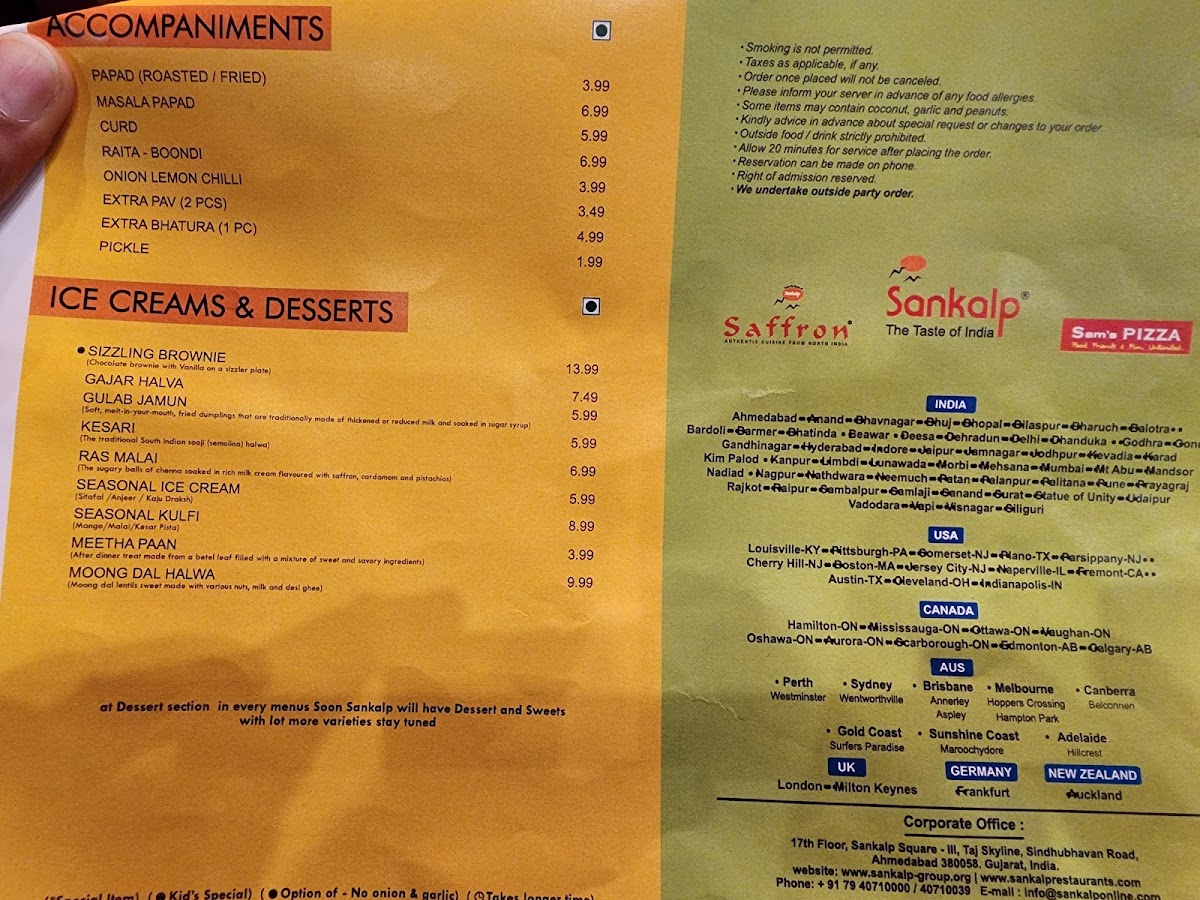 ACCOMPANIMENTS
PAPAD (ROASTED / FRIED) 3.99
MASALA PAPAD 6.99
CURD 5.99
RAITA - BOONDI 6.99
ONION LEMON CHILLI 3.99
EXTRA PAV (2 PCS) 3.49
EXTRA BHATURA (1 PC) 4.99
PICKLE 1.99
ICE CREAMS & DESSERTS
● SIZZLING BROWNIE 13.99
(Chocolate brownie with Vanilla on a sizzler plate)
GAJAR HALVA 7.49
GULAB JAMUN 5.99
(Soft, melt-in-your-mouth, fried dumplings that are traditionally made of thickened or reduced milk and soaked in sugar syrup)
KESARI 5.99
(The traditional South Indian sooji (semolina) halwa)
RAS MALAI 6.99
(The sugary balls of chenna soaked in rich milk cream flavoured with saffron, cardamom and pistachios)
SEASONAL ICE CREAM 5.99
(Sitafal /Anjeer / Kaju Draksh)
SEASONAL KULFI 8.99
(Mango/Malai/Kesar Pista)
MEETHA PAAN 3.99
(After dinner treat made from a betel leaf filled with a mixture of sweet and savory ingredients)
MOONG DAL HALWA 9.99
(Moong dal lentils sweet made with various nuts, milk and desi ghee)
at Dessert section in every menus Soon Sankalp will have Dessert and Sweets
with lot more varieties stay tuned
(*Special Item) (● Kid's Special) (● Option of - No onion & garlic) (Takes longer time)
• Smoking is not permitted.
• Taxes as applicable, if any.
• Order once placed will not be canceled.
• Please inform your server in advance of any food allergies.
• Some items may contain coconut, garlic and peanuts.
• Kindly advice in advance about special request or changes to your order.
• Outside food / drink strictly prohibited.
• Allow 20 minutes for service after placing the order.
• Reservation can be made on phone.
• Right of admission reserved.
• We undertake outside party order.
Saffron
AUTHENTIC CUISINE FROM NORTH INDIA
Sankalp®
The Taste of India
Sam's PIZZA
Food Friends & Fun Unlimited.
INDIA
Ahmedabad • Anand • Bhavnagar • Bhuj • Bhopal • Bilaspur • Bharuch • Balotra •
Bardoli • Barmer • Bhatinda • Beawar • Deesa • Dehradun • Delhi • Dhanduka • Godhra • Gon
Gandhinagar • Hyderabad • Indore • Jaipur • Jamnagar • Jodhpur • Kevadia • Karad
Kim Palod • Kanpur • Limbdi • Lunawada • Morbi • Mehsana • Mumbai • Mt Abu • Mandsor
Nadiad • Nagpur • Nathdwara • Neemuch • Patan • Palanpur • Palitana • Pune • Prayagraj
Rajkot • Raipur • Sambalpur • Samlaji • Sanand • Surat • Statue of Unity • Udaipur
Vadodara • Vapi • Visnagar • Siliguri
USA
Louisville-KY • Pittsburgh-PA • Somerset-NJ • Plano-TX • Parsippany-NJ •
Cherry Hill-NJ • Boston-MA • Jersey City-NJ • Naperville-IL • Fremont-CA •
Austin-TX • Cleveland-OH • Indianapolis-IN
CANADA
Hamilton-ON • Mississauga-ON • Ottawa-ON • Vaughan-ON
Oshawa-ON • Aurora-ON • Scarborough-ON • Edmonton-AB • Calgary-AB
AUS
• Perth • Sydney • Brisbane • Melbourne • Canberra
Westminster Wentworthville Annerley Hoppers Crossing Belconnen
Aspley Hampton Park
• Gold Coast • Sunshine Coast • Adelaide
Surfers Paradise Maroochydore Hillcrest
UK GERMANY NEW ZEALAND
London • Milton Keynes Frankfurt Auckland
Corporate Office :
17th Floor, Sankalp Square - III, Taj Skyline, Sindhubhavan Road,
Ahmedabad 380058. Gujarat, India.
website: www.sankalp-group.org | www.sankalprestaurants.com
Phone: + 91 79 40710000 / 40710039 E-mail : info@sankalponline.com